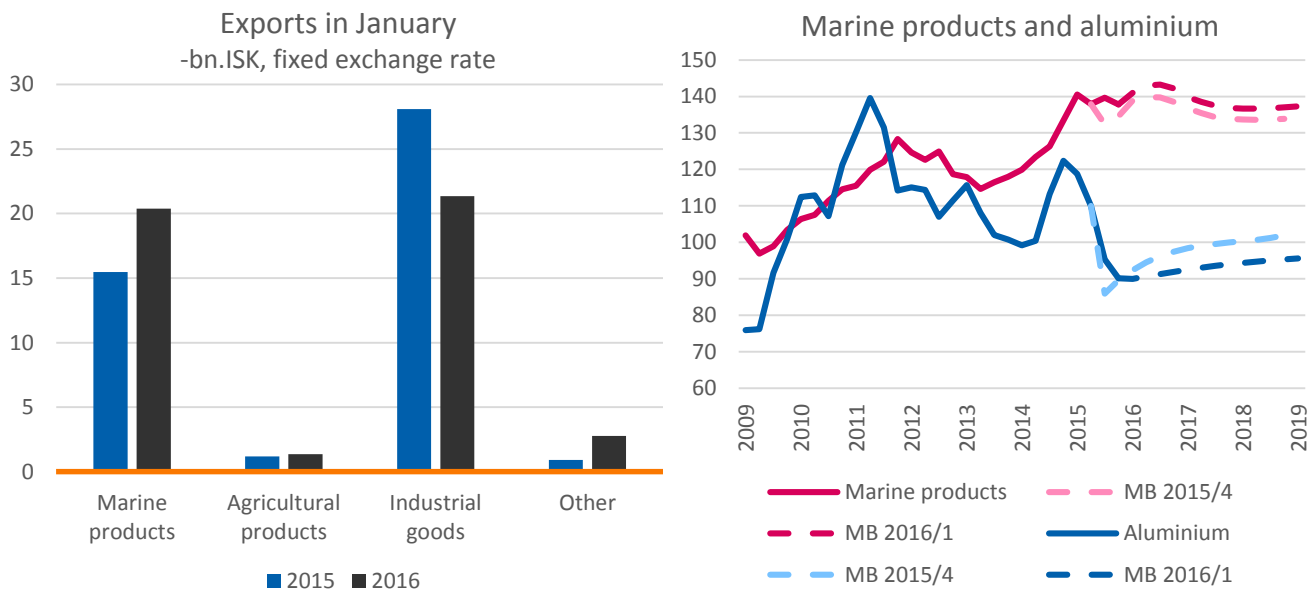 Exports in January
-bn.ISK, fixed exchange rate
30
25
20
15
10
5
0
Marine products
Agricultural products
Industrial goods
Other
2015
2016
Marine products and aluminium
150
140
130
120
110
100
90
80
70
60
2009
2010
2011
2012
2013
2014
2015
2016
2017
2018
2019
Marine products
MB 2015/4
MB 2016/1
Aluminium
MB 2015/4
MB 2016/1